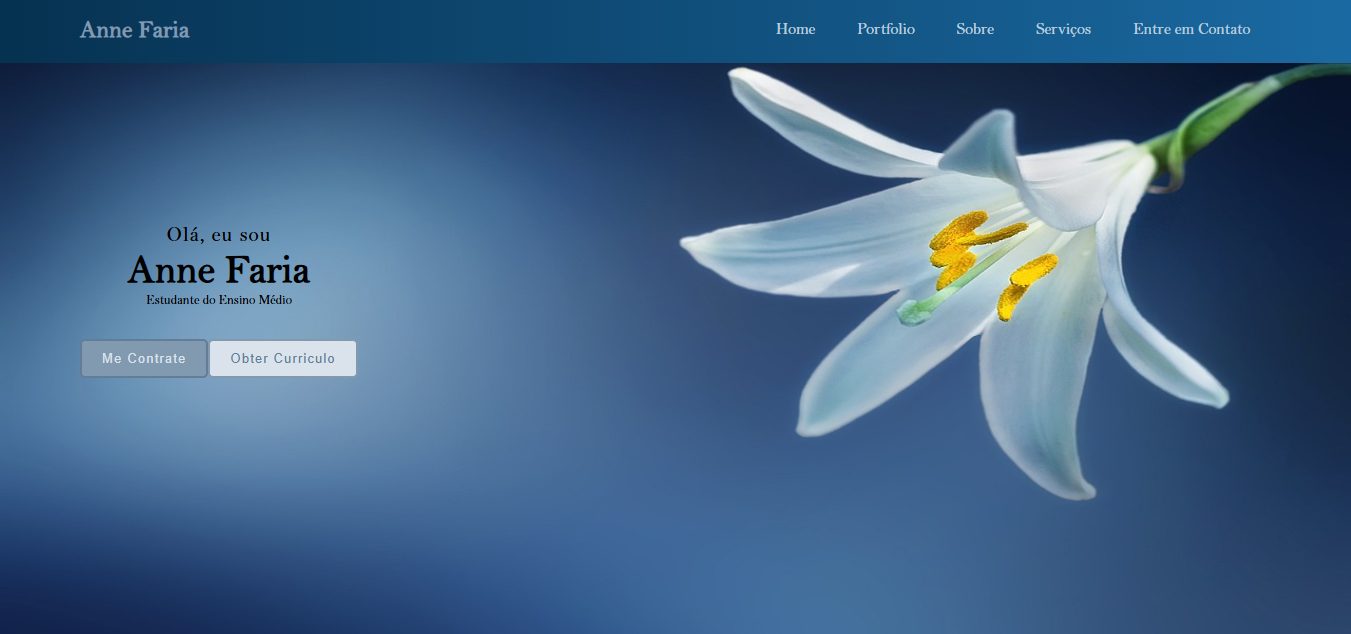 Anne Faria
Home Portfolio Sobre Serviços Entre em Contato
Olá, eu sou
Anne Faria
Estudante do Ensino Médio
Me Contrate Obter Curriculo